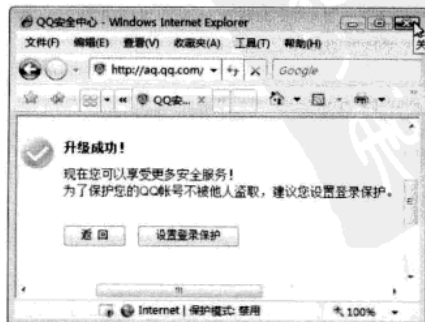 QQ安全中心 - Windows Internet Explorer
文件(F) 编辑(E) 查看(V) 收藏夹(A) 工具(T) 帮助(H)
http://aq.qq.com/ Google
QQ安...
升级成功！
现在您可以享受更多安全服务！
为了保护您的QQ帐号不被他人盗取，建议您设置登录保护。
返 回 设置登录保护
Internet | 保护模式: 禁用 100%